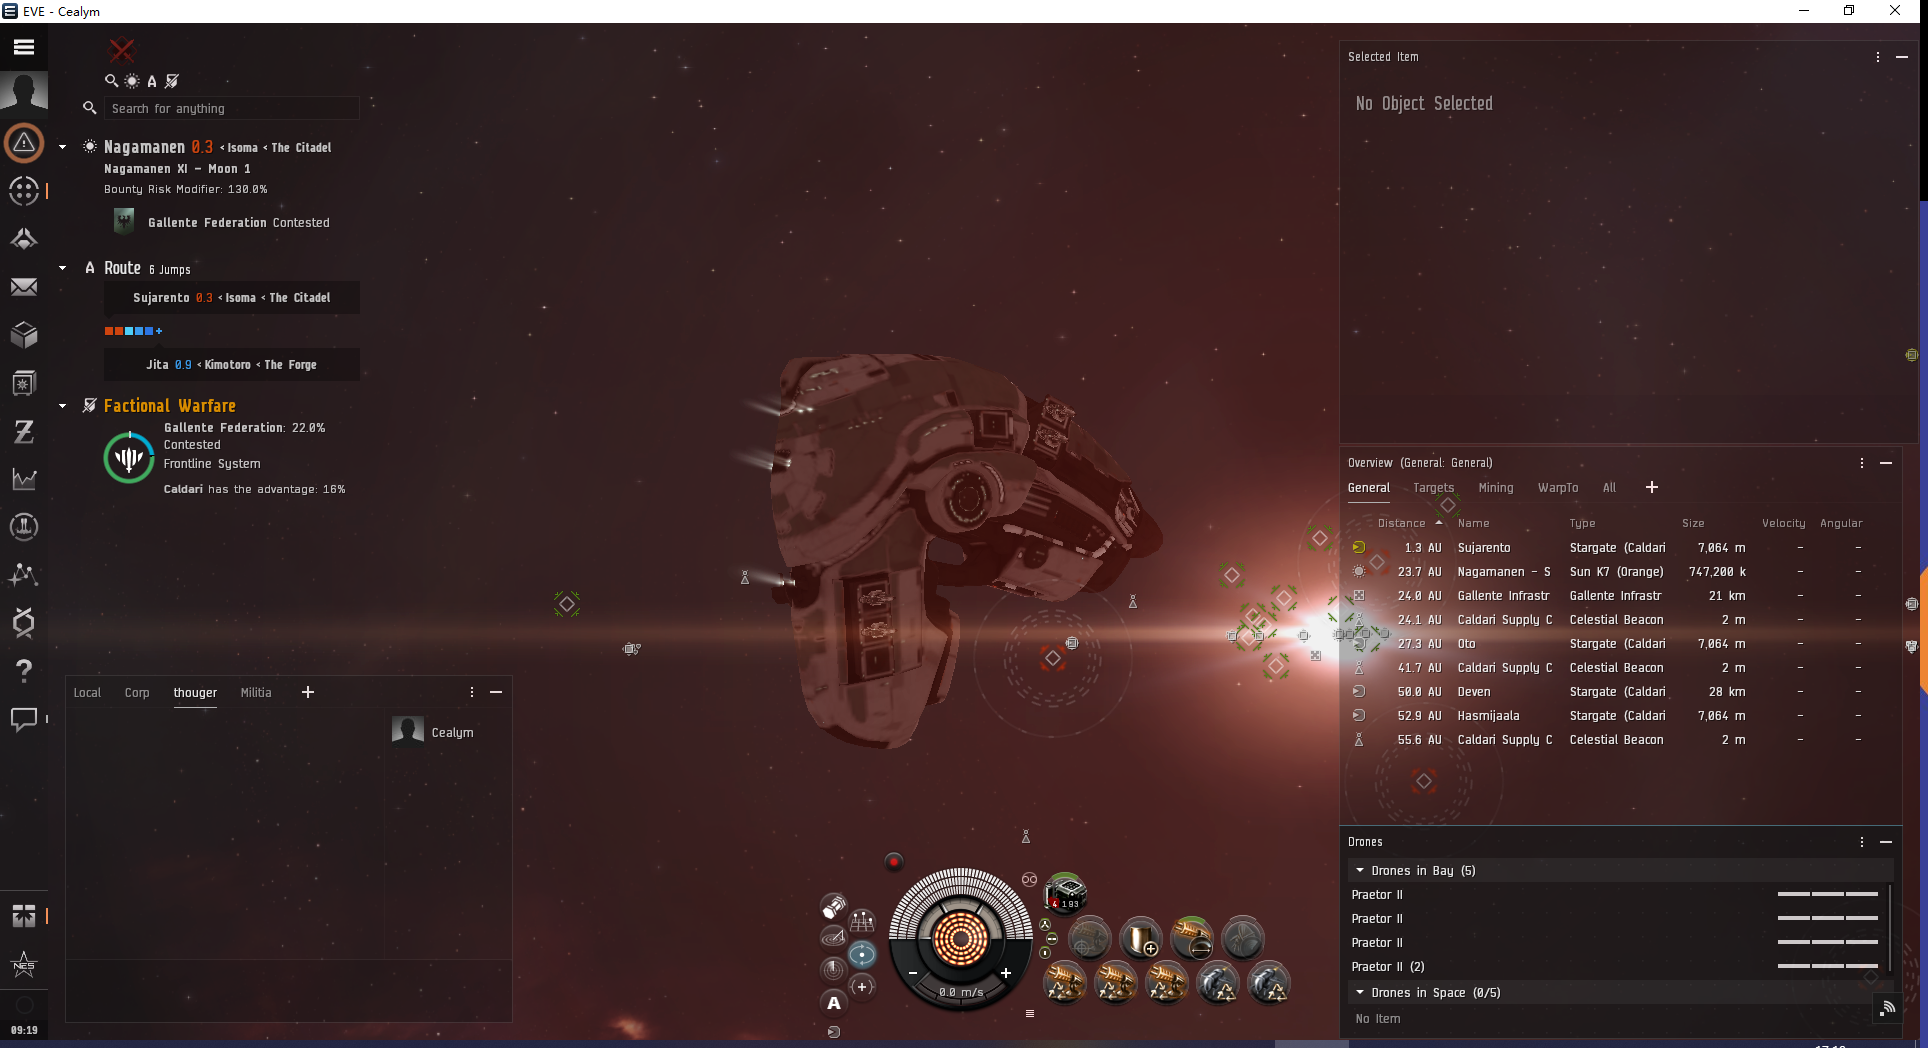 EVE - Cealym
Search for anything
Nagamanen 0.3 < Isoma < The Citadel
Nagamanen XI - Moon 1
Bounty Risk Modifier: 130.0%
Gallente Federation Contested
Route 6 Jumps
Sujarento 0.3 < Isoma < The Citadel
Jita 0.9 < Kimotoro < The Forge
Factional Warfare
Gallente Federation: 22.0%
Contested
Frontline System
Caldari has the advantage: 16%
Selected Item
No Object Selected
Overview (General: General)
General Targets Mining WarpTo All +
Distance Name Type Size Velocity Angular
1.3 AU Sujarento Stargate (Caldari 7,064 m - -
23.7 AU Nagamanen - S Sun K7 (Orange) 747,200 k - -
24.0 AU Gallente Infrastr Gallente Infrastr 21 km - -
24.1 AU Caldari Supply C Celestial Beacon 2 m - -
27.3 AU Oto Stargate (Caldari 7,064 m - -
41.7 AU Caldari Supply C Celestial Beacon 2 m - -
50.0 AU Deven Stargate (Caldari 28 km - -
52.9 AU Hasmijaala Stargate (Caldari 7,064 m - -
55.6 AU Caldari Supply C Celestial Beacon 2 m - -
Local Corp thouger Militia +
Cealym
Drones
Drones in Bay (5)
Praetor II
Praetor II
Praetor II
Praetor II (2)
Drones in Space (0/5)
No Item
4 193
0.0 m/s
A
NES
09:19